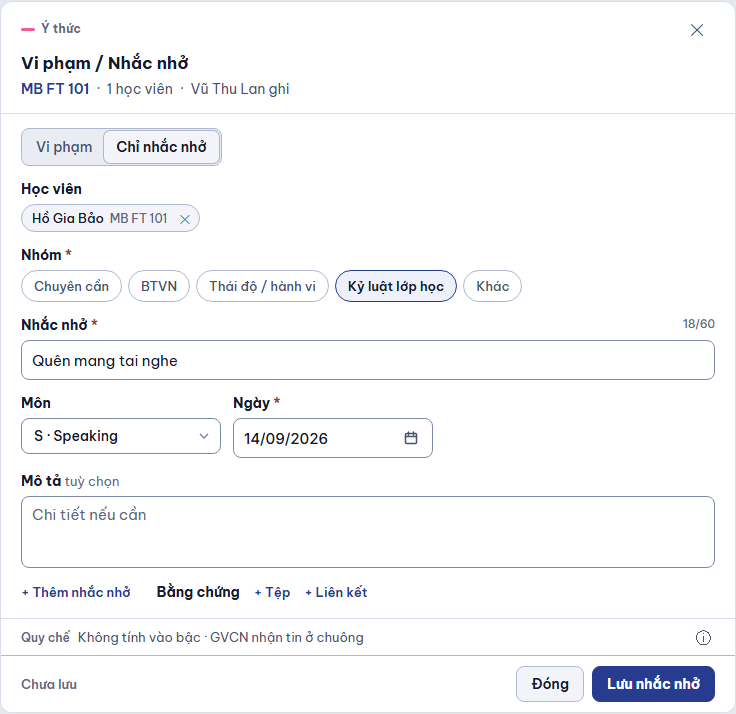 Ý thức
Vi phạm / Nhắc nhở
MB FT 101 · 1 học viên · Vũ Thu Lan ghi
Vi phạm Chỉ nhắc nhở
Học viên
Hồ Gia Bảo MB FT 101
Nhóm *
Chuyên cần BTVN Thái độ / hành vi Kỷ luật lớp học Khác
Nhắc nhở * 18/60
Quên mang tai nghe
Môn Ngày *
S · Speaking 14/09/2026
Mô tả tuỳ chọn
Chi tiết nếu cần
+ Thêm nhắc nhở Bằng chứng + Tệp + Liên kết
Quy chế Không tính vào bậc · GVCN nhận tin ở chuông
Chưa lưu Đóng Lưu nhắc nhở